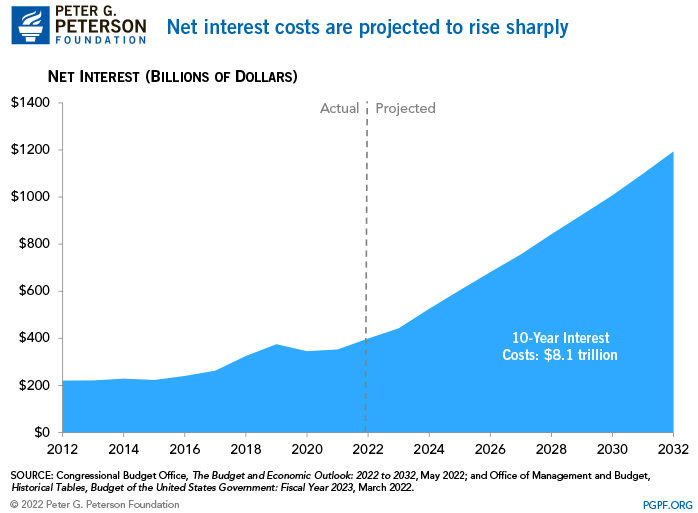 PETER G.
PETERSON
FOUNDATION
Net interest costs are projected to rise sharply
NET INTEREST (BILLIONS OF DOLLARS)
$1400
Actual
Projected
$1200
$1000
$800
$600
$400
10-Year Interest
Costs: $8.1 trillion
$200
$0
2012 2014 2016 2018 2020 2022 2024 2026 2028 2030 2032
SOURCE: Congressional Budget Office, The Budget and Economic Outlook: 2022 to 2032, May 2022; and Office of Management and Budget,
Historical Tables, Budget of the United States Government: Fiscal Year 2023, March 2022.
© 2022 Peter G. Peterson Foundation
PGPF.ORG